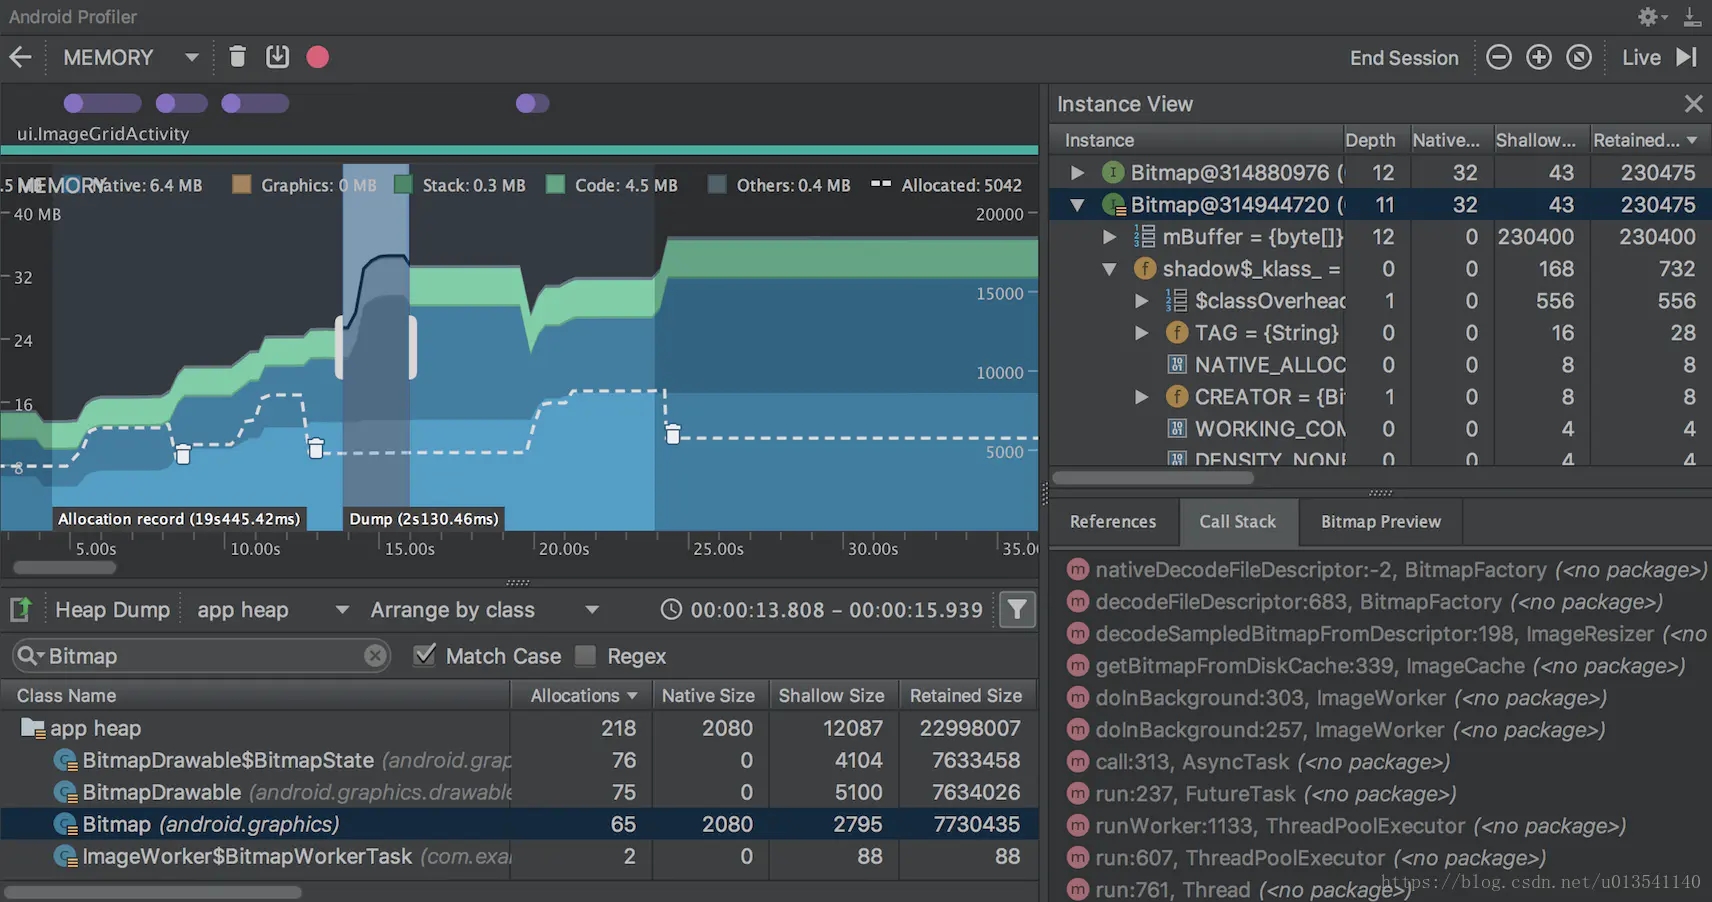 Android Profiler
MEMORY
End Session
Live
ui.ImageGridActivity
MEMORY
Native: 6.4 MB
Graphics: 0 MB
Stack: 0.3 MB
Code: 4.5 MB
Others: 0.4 MB
Allocated: 5042
40 MB
20000
32
15000
24
10000
16
5000
8
Allocation record (19s445.42ms)
Dump (2s130.46ms)
5.00s 10.00s 15.00s 20.00s 25.00s 30.00s 35.0
Heap Dump app heap Arrange by class 00:00:13.808 – 00:00:15.939
Bitmap Match Case Regex
Class Name Allocations Native Size Shallow Size Retained Size
app heap 218 2080 12087 22998007
BitmapDrawable$BitmapState (android.grap 76 0 4104 7633458
BitmapDrawable (android.graphics.drawable 75 0 5100 7634026
Bitmap (android.graphics) 65 2080 2795 7730435
ImageWorker$BitmapWorkerTask (com.exa 2 0 88 88
Instance View
Instance Depth Native... Shallow... Retained...
Bitmap@314880976 ( 12 32 43 230475
Bitmap@314944720 ( 11 32 43 230475
mBuffer = {byte[]} 12 0 230400 230400
shadow$_klass_ = 0 0 168 732
$classOverhead 1 0 556 556
TAG = {String} 0 0 16 28
NATIVE_ALLOC 0 0 8 8
CREATOR = {Bi 1 0 8 8
WORKING_COM 0 0 4 4
DENSITY_NONE 0 0 4 4
References Call Stack Bitmap Preview
nativeDecodeFileDescriptor:-2, BitmapFactory (<no package>)
decodeFileDescriptor:683, BitmapFactory (<no package>)
decodeSampledBitmapFromDescriptor:198, ImageResizer (<no
getBitmapFromDiskCache:339, ImageCache (<no package>)
doInBackground:303, ImageWorker (<no package>)
doInBackground:257, ImageWorker (<no package>)
call:313, AsyncTask (<no package>)
run:237, FutureTask (<no package>)
runWorker:1133, ThreadPoolExecutor (<no package>)
run:607, ThreadPoolExecutor (<no package>)
run:761, Thread (<no package>)
https://blog.csdn.net/u013541140